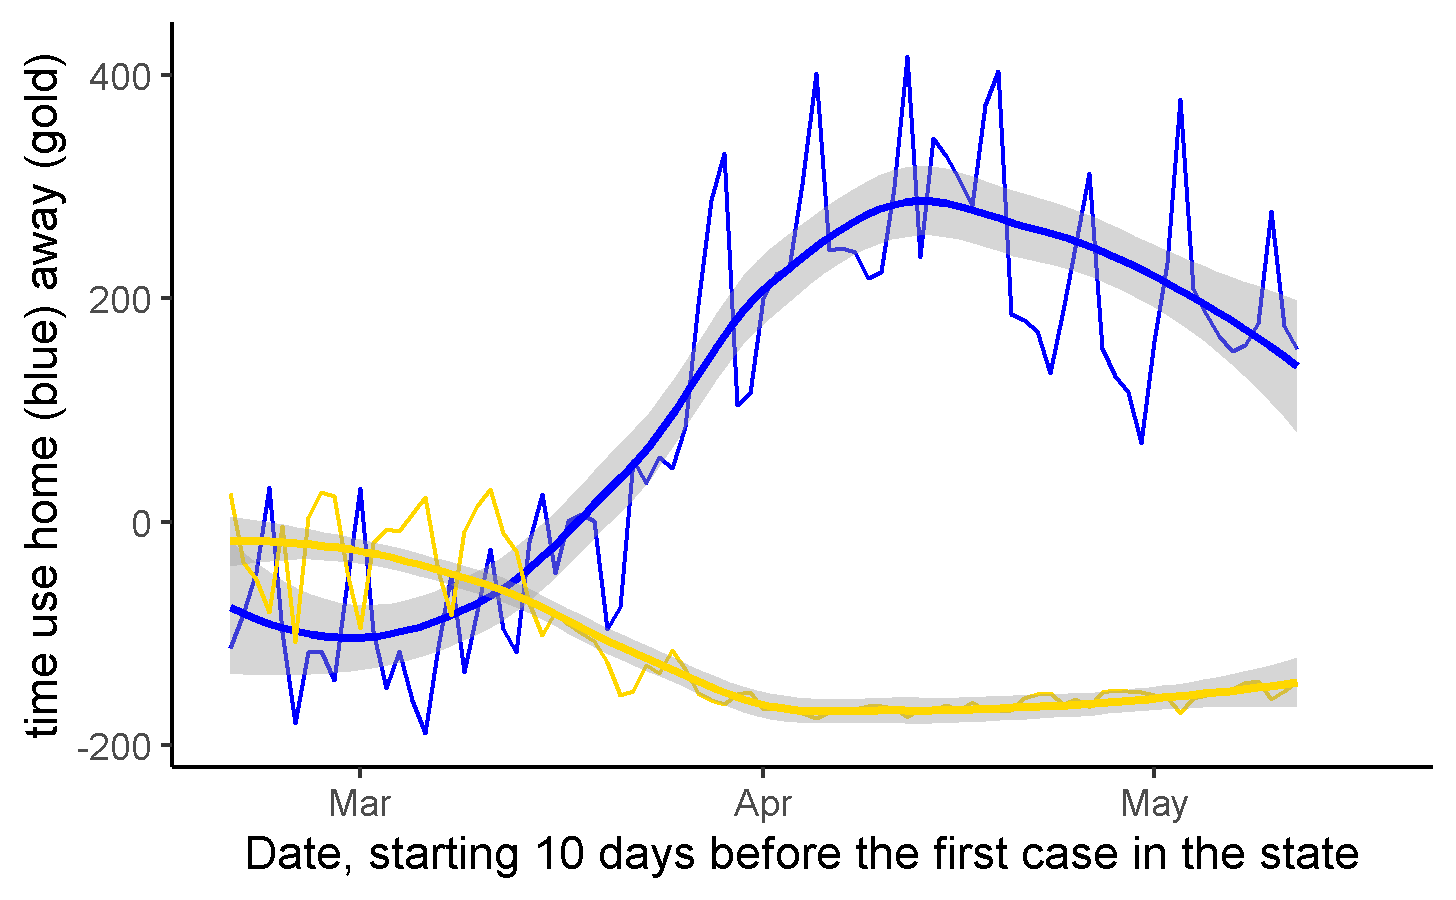 time use home (blue) away (gold)
400
200
0
-200
Mar
Apr
May
Date, starting 10 days before the first case in the state